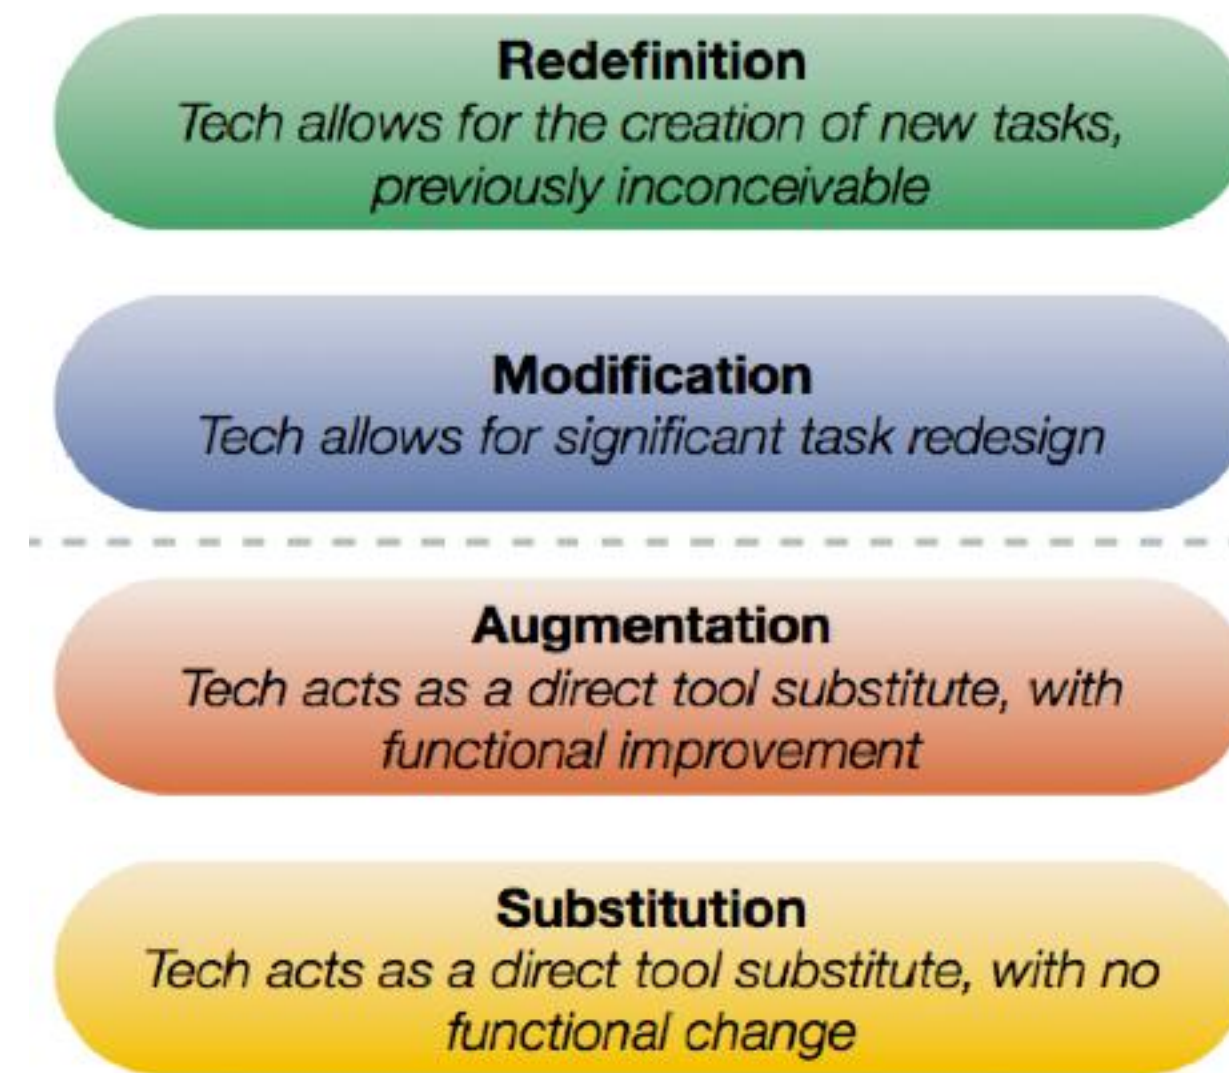 Redefinition
Tech allows for the creation of new tasks,
previously inconceivable
Modification
Tech allows for significant task redesign
Augmentation
Tech acts as a direct tool substitute, with
functional improvement
Substitution
Tech acts as a direct tool substitute, with no
functional change